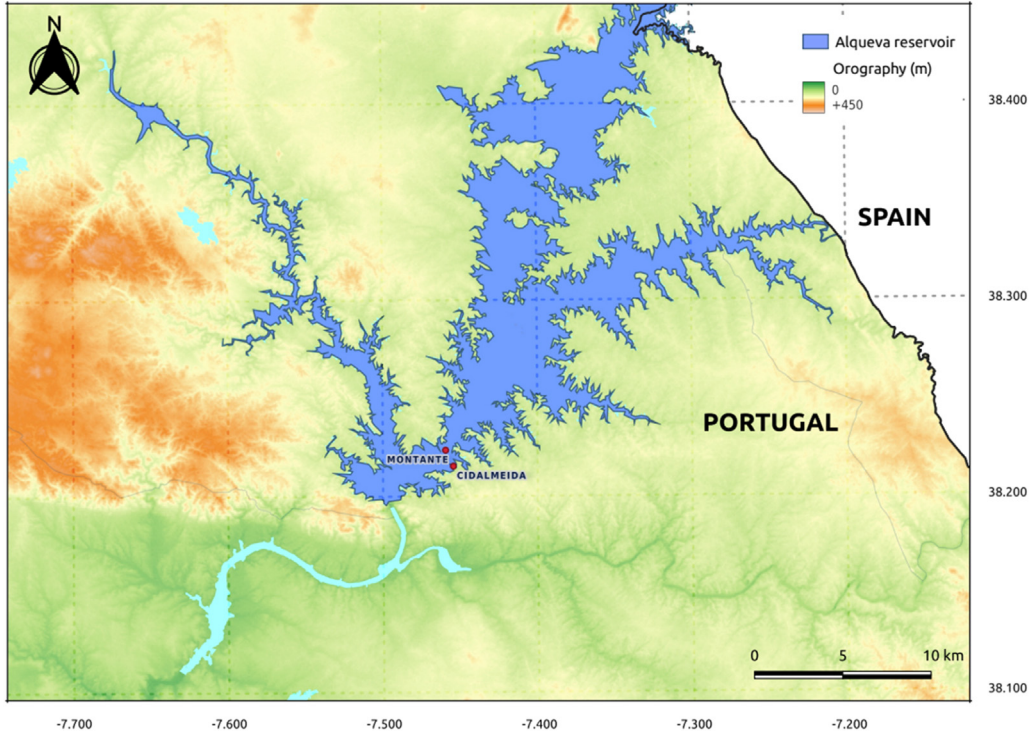 N
Alqueva reservoir
Orography (m)
0
+450
38.400
SPAIN
38.300
PORTUGAL
MONTANTE
CIDALMEIDA
38.200
0 5 10 km
38.100
-7.700 -7.600 -7.500 -7.400 -7.300 -7.200